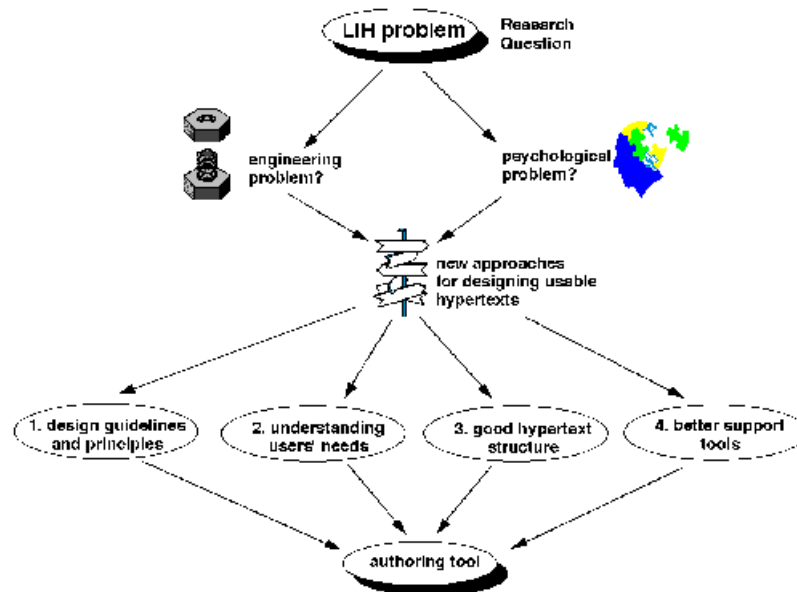 LIH problem
Research
Question
engineering
problem?
psychological
problem?
new approaches
for designing usable
hypertexts
1. design guidelines
and principles
2. understanding
users' needs
3. good hypertext
structure
4. better support
tools
authoring tool